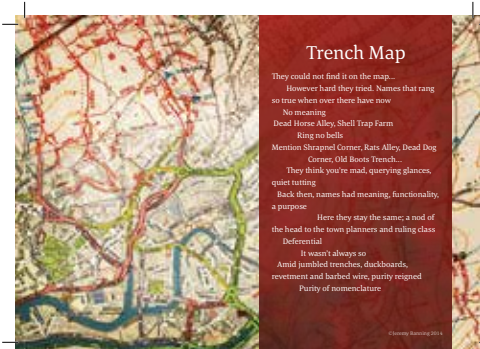 Trench Map
They could not find it on the map...
However hard they tried. Names that rang
so true when over there have now
No meaning
Dead Horse Alley, Shell Trap Farm
Ring no bells
Mention Shrapnel Corner, Rats Alley, Dead Dog
Corner, Old Boots Trench...
They think you're mad, querying glances,
quiet tutting
Back then, names had meaning, functionality,
a purpose
Here they stay the same; a nod of
the head to the town planners and ruling class
Deferential
It wasn't always so
Amid jumbled trenches, duckboards,
revetment and barbed wire, purity reigned
Purity of nomenclature
©Jeremy Banning 2014